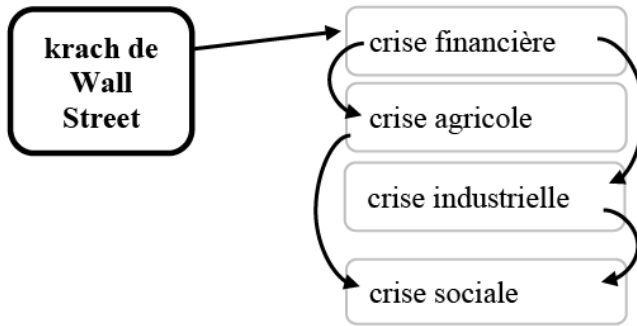 krach de
Wall
Street
crise financière
crise agricole
crise industrielle
crise sociale